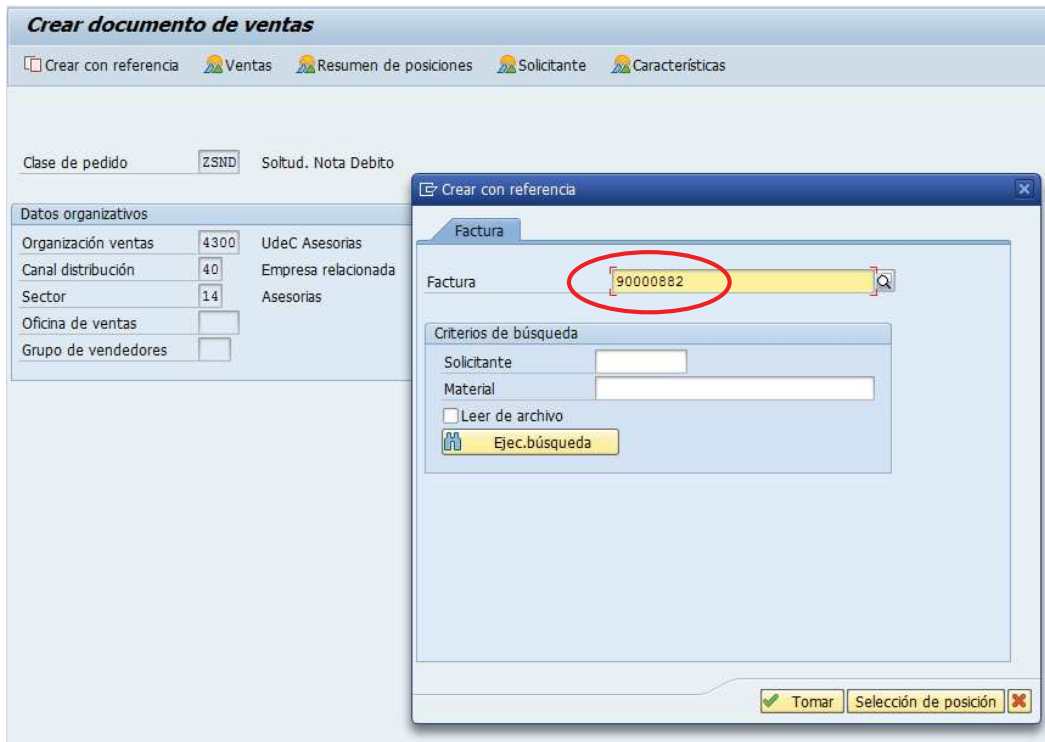 Crear documento de ventas
Crear con referencia Ventas Resumen de posiciones Solicitante Características
Clase de pedido ZSND Soltud. Nota Debito
Datos organizativos
Organización ventas 4300 UdeC Asesorias
Canal distribución 40 Empresa relacionada
Sector 14 Asesorias
Oficina de ventas
Grupo de vendedores
Crear con referencia
Factura
Factura 90000882
Criterios de búsqueda
Solicitante
Material
Leer de archivo
Ejec.búsqueda
Tomar Selección de posición